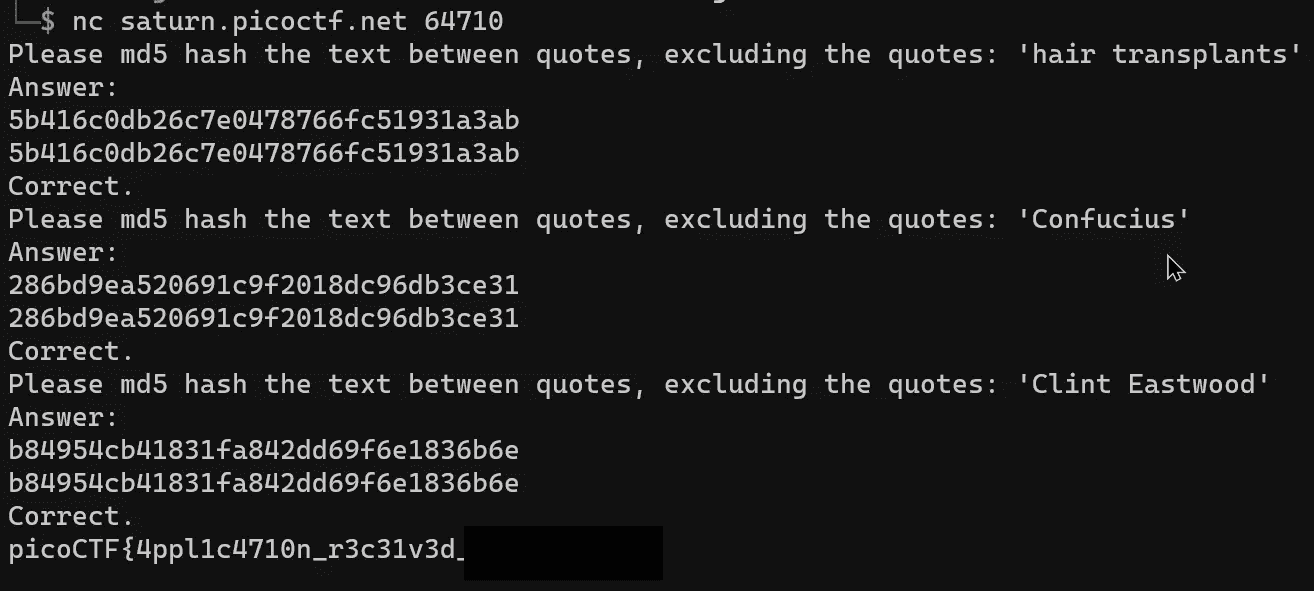 └─$ nc saturn.picoctf.net 64710
Please md5 hash the text between quotes, excluding the quotes: 'hair transplants'
Answer:
5b416c0db26c7e0478766fc51931a3ab
5b416c0db26c7e0478766fc51931a3ab
Correct.
Please md5 hash the text between quotes, excluding the quotes: 'Confucius'
Answer:
286bd9ea520691c9f2018dc96db3ce31
286bd9ea520691c9f2018dc96db3ce31
Correct.
Please md5 hash the text between quotes, excluding the quotes: 'Clint Eastwood'
Answer:
b84954cb41831fa842dd69f6e1836b6e
b84954cb41831fa842dd69f6e1836b6e
Correct.
picoCTF{4ppl1c4710n_r3c31v3d_